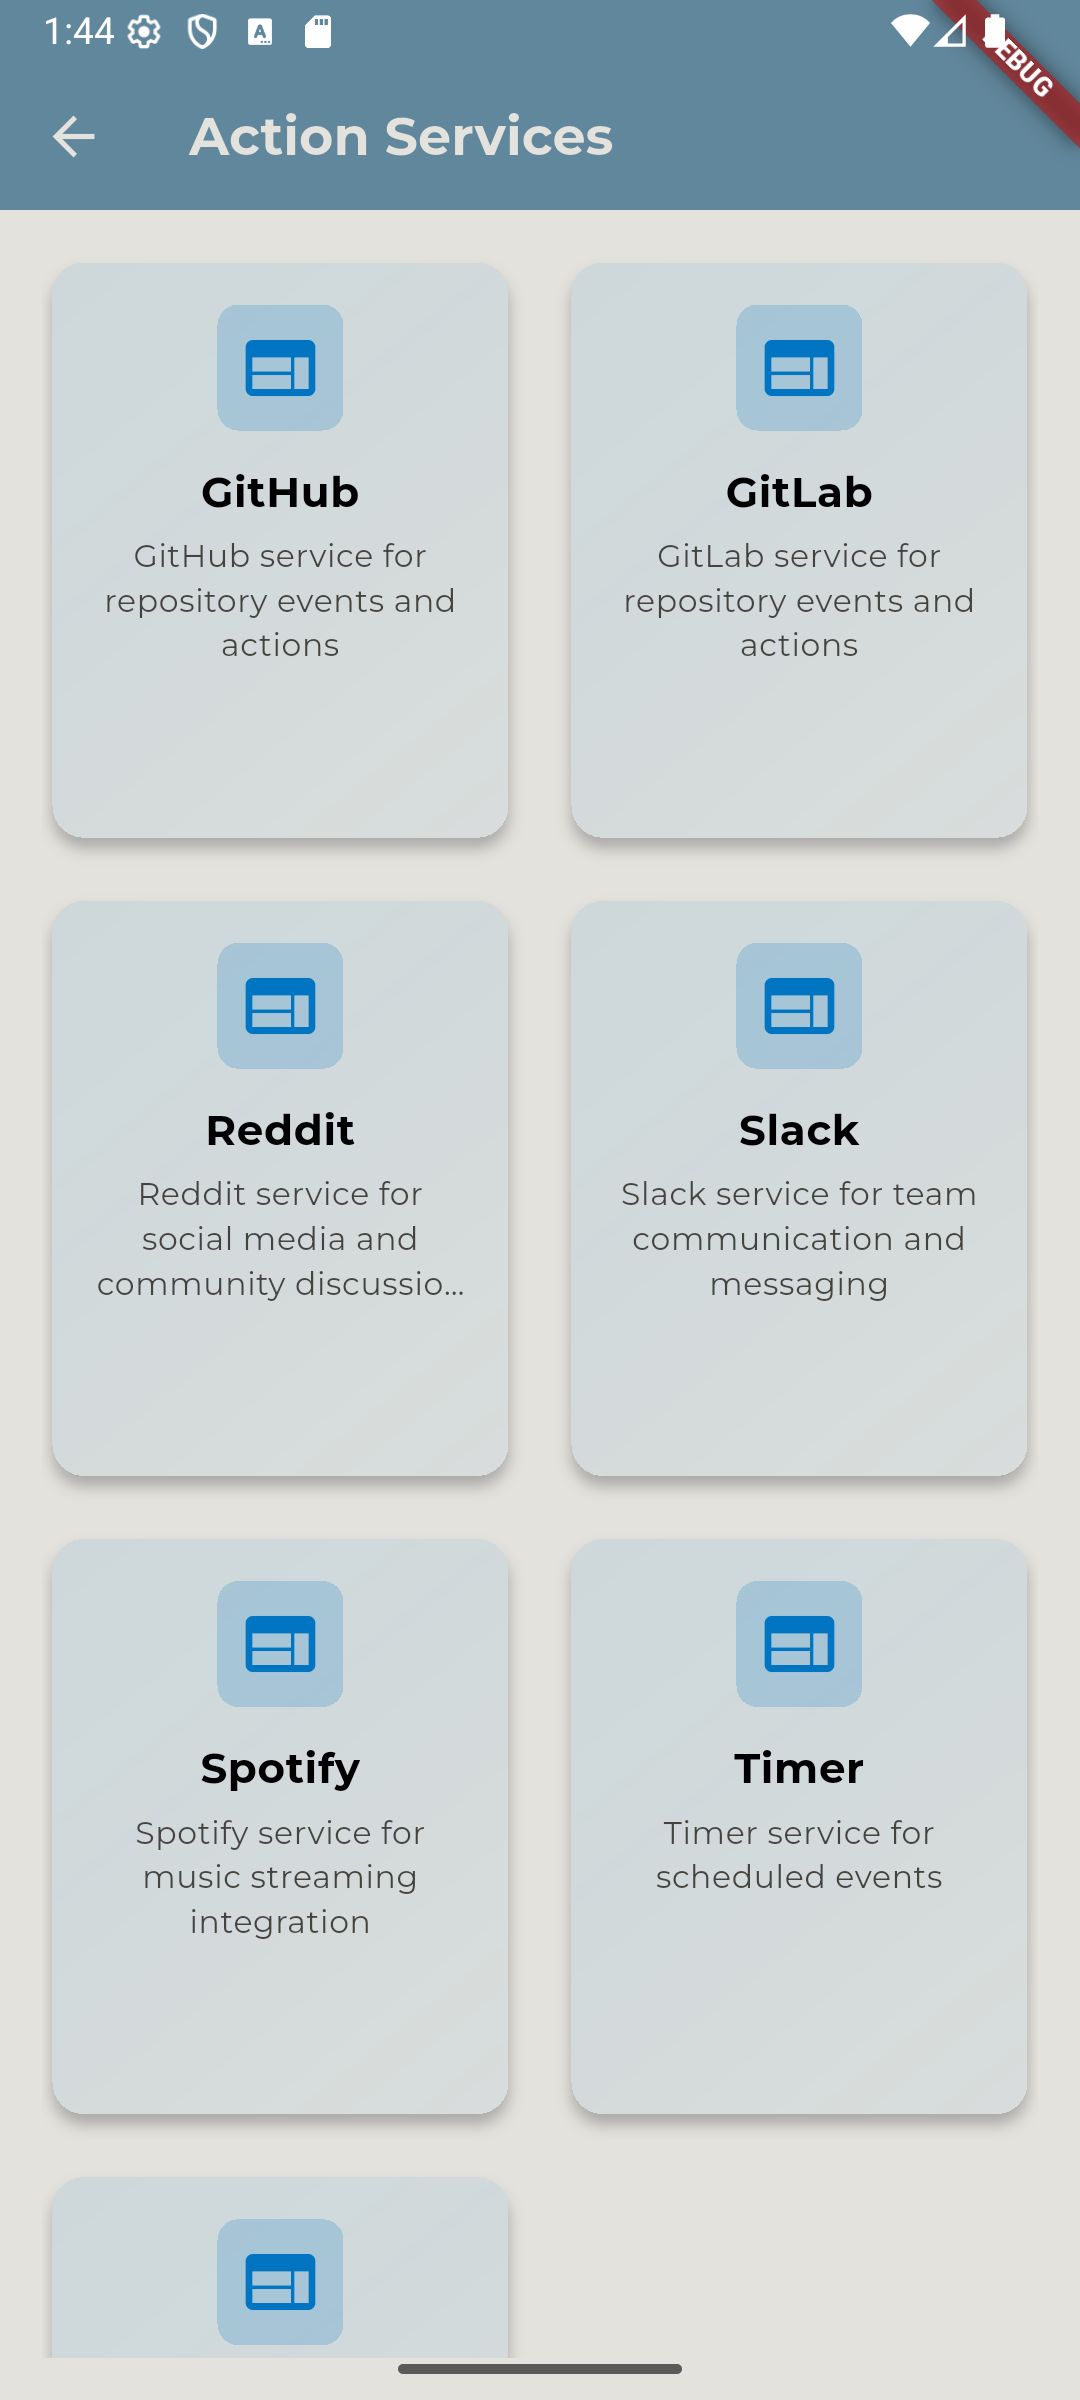 1:44
EBUG
Action Services
GitHub
GitHub service for
repository events and
actions
GitLab
GitLab service for
repository events and
actions
Reddit
Reddit service for
social media and
community discussio...
Slack
Slack service for team
communication and
messaging
Spotify
Spotify service for
music streaming
integration
Timer
Timer service for
scheduled events